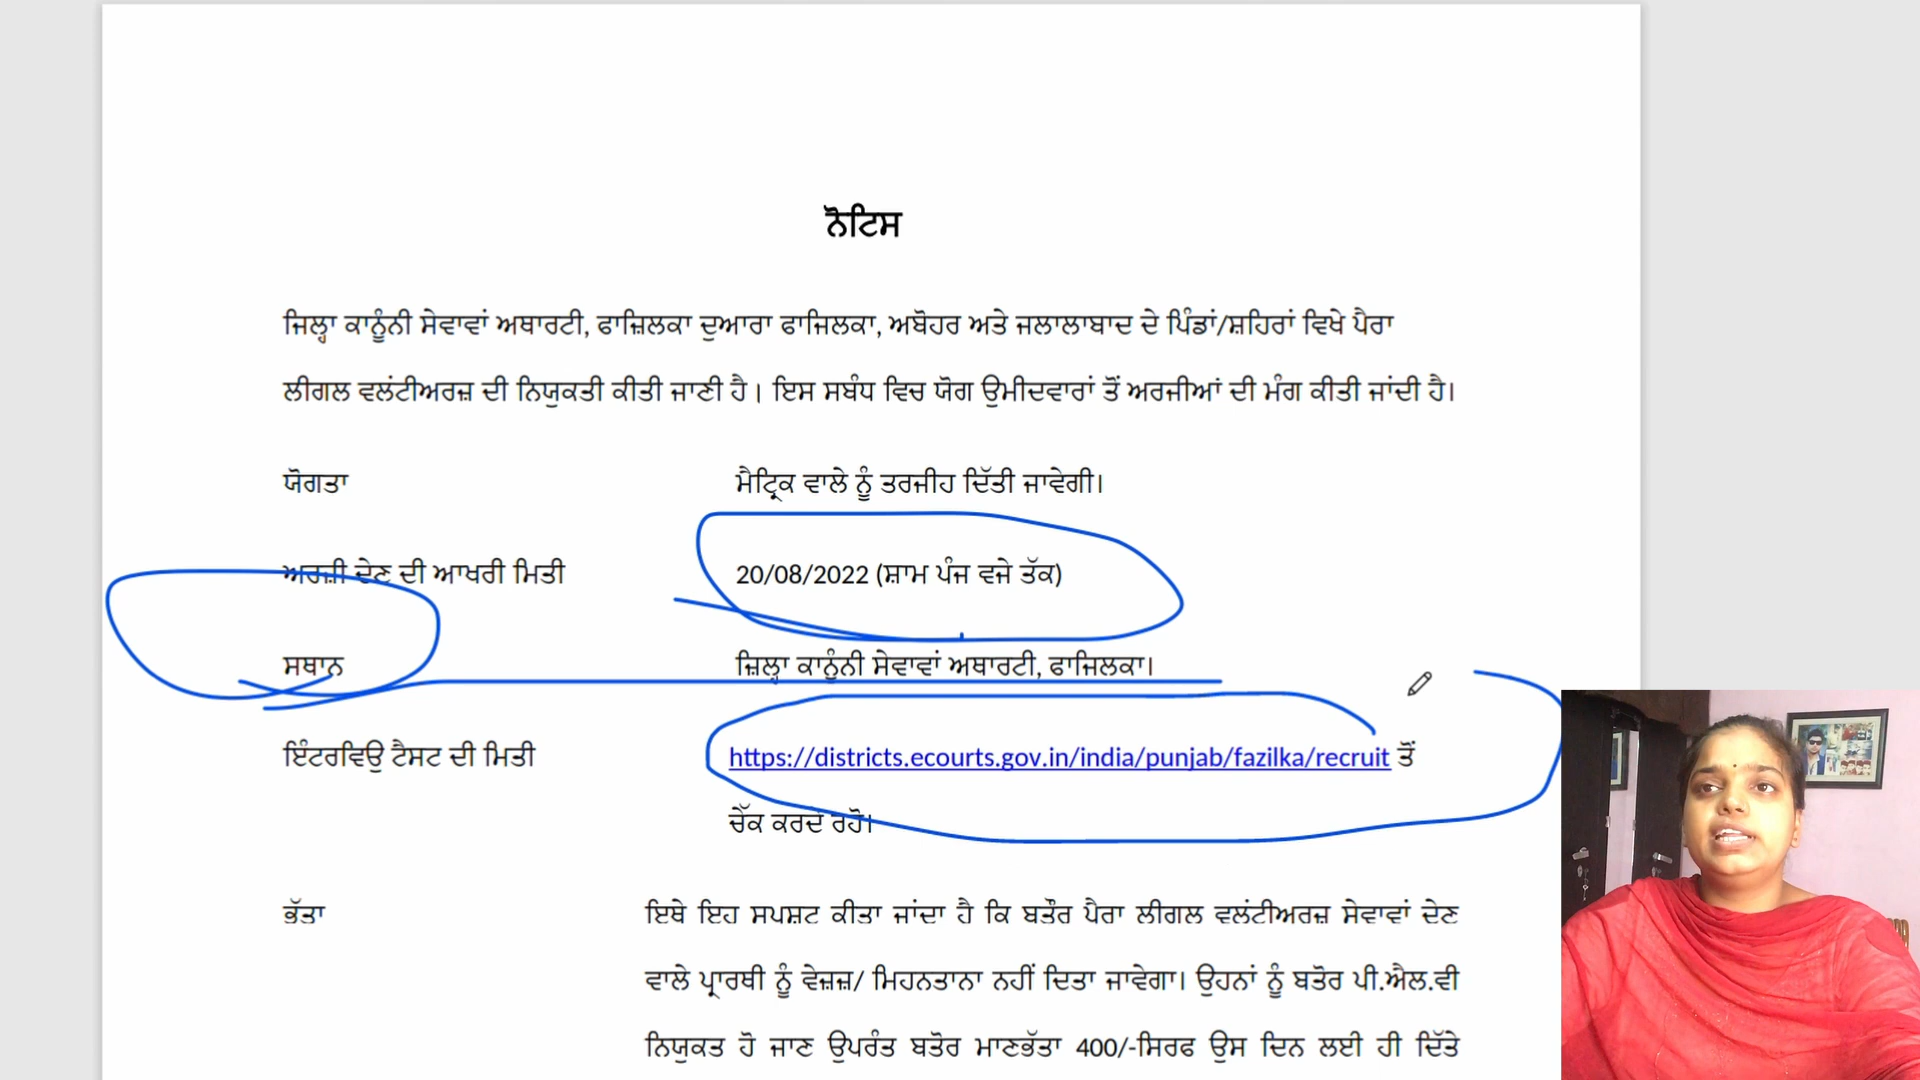 ਨੋਟਿਸ
ਜਿਲ੍ਹਾ ਕਾਨੂੰਨੀ ਸੇਵਾਵਾਂ ਅਥਾਰਟੀ, ਫਾਜ਼ਿਲਕਾ ਦੁਆਰਾ ਫਾਜਿਲਕਾ, ਅਬੋਹਰ ਅਤੇ ਜਲਾਲਾਬਾਦ ਦੇ ਪਿੰਡਾਂ/ਸ਼ਹਿਰਾਂ ਵਿਖੇ ਪੈਰਾ
ਲੀਗਲ ਵਲੰਟੀਅਰਜ਼ ਦੀ ਨਿਯੁਕਤੀ ਕੀਤੀ ਜਾਣੀ ਹੈ। ਇਸ ਸਬੰਧ ਵਿਚ ਯੋਗ ਉਮੀਦਵਾਰਾਂ ਤੋਂ ਅਰਜੀਆਂ ਦੀ ਮੰਗ ਕੀਤੀ ਜਾਂਦੀ ਹੈ।
ਯੋਗਤਾ ਮੈਟ੍ਰਿਕ ਵਾਲੇ ਨੂੰ ਤਰਜੀਹ ਦਿੱਤੀ ਜਾਵੇਗੀ।
ਅਰਜ਼ੀ ਦੇਣ ਦੀ ਆਖਰੀ ਮਿਤੀ 20/08/2022 (ਸ਼ਾਮ ਪੰਜ ਵਜੇ ਤੱਕ)
ਸਥਾਨ ਜ਼ਿਲ੍ਹਾ ਕਾਨੂੰਨੀ ਸੇਵਾਵਾਂ ਅਥਾਰਟੀ, ਫਾਜਿਲਕਾ।
ਇੰਟਰਵਿਊ ਟੈਸਟ ਦੀ ਮਿਤੀ https://districts.ecourts.gov.in/india/punjab/fazilka/recruit ਤੋਂ
ਚੇੱਕ ਕਰਦੇ ਰਹੋ।
ਭੱਤਾ ਇਥੇ ਇਹ ਸਪਸ਼ਟ ਕੀਤਾ ਜਾਂਦਾ ਹੈ ਕਿ ਬਤੌਰ ਪੈਰਾ ਲੀਗਲ ਵਲੰਟੀਅਰਜ਼ ਸੇਵਾਵਾਂ ਦੇਣ
ਵਾਲੇ ਪ੍ਰਾਰਥੀ ਨੂੰ ਵੇਜ਼ਜ਼/ ਮਿਹਨਤਾਨਾ ਨਹੀਂ ਦਿਤਾ ਜਾਵੇਗਾ। ਉਹਨਾਂ ਨੂੰ ਬਤੋਰ ਪੀ.ਐਲ.ਵੀ
ਨਿਯੁਕਤ ਹੋ ਜਾਣ ਉਪਰੰਤ ਬਤੋਰ ਮਾਣਭੱਤਾ 400/-ਸਿਰਫ ਉਸ ਦਿਨ ਲਈ ਹੀ ਦਿੱਤੇ